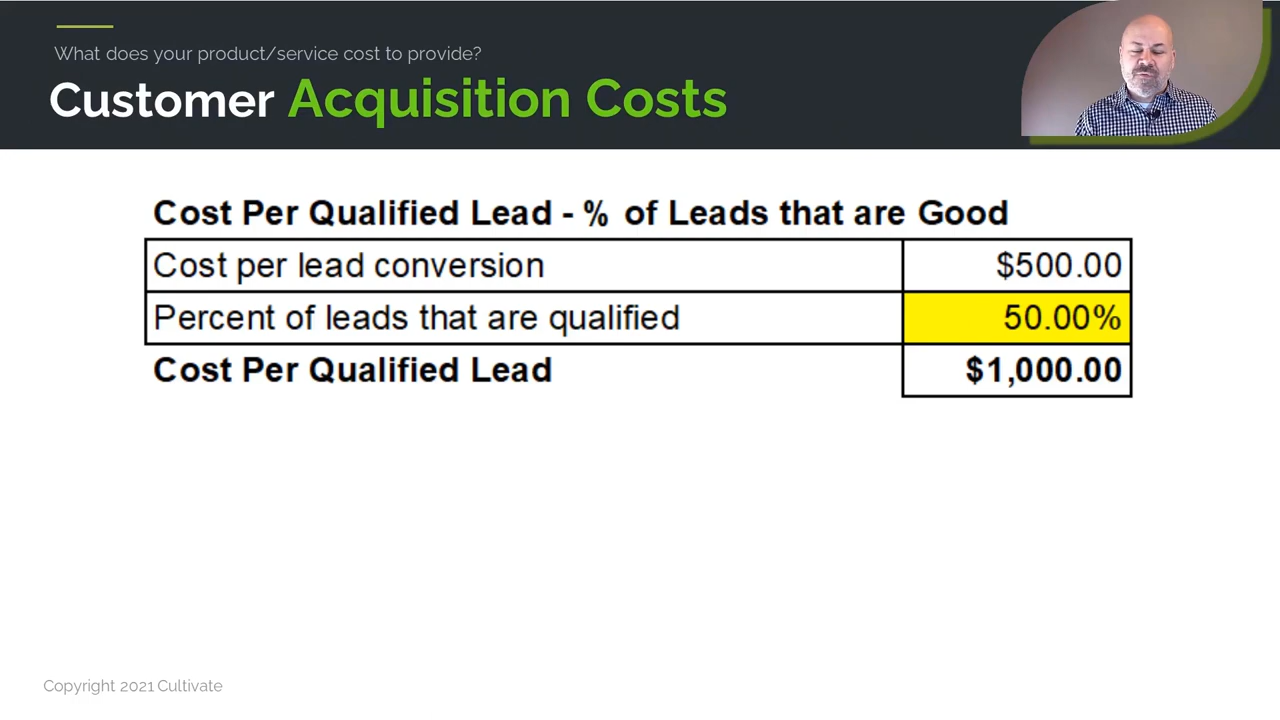 What does your product/service cost to provide?
Customer Acquisition Costs
Cost Per Qualified Lead - % of Leads that are Good
Cost per lead conversion $500.00
Percent of leads that are qualified 50.00%
Cost Per Qualified Lead $1,000.00
Copyright 2021 Cultivate